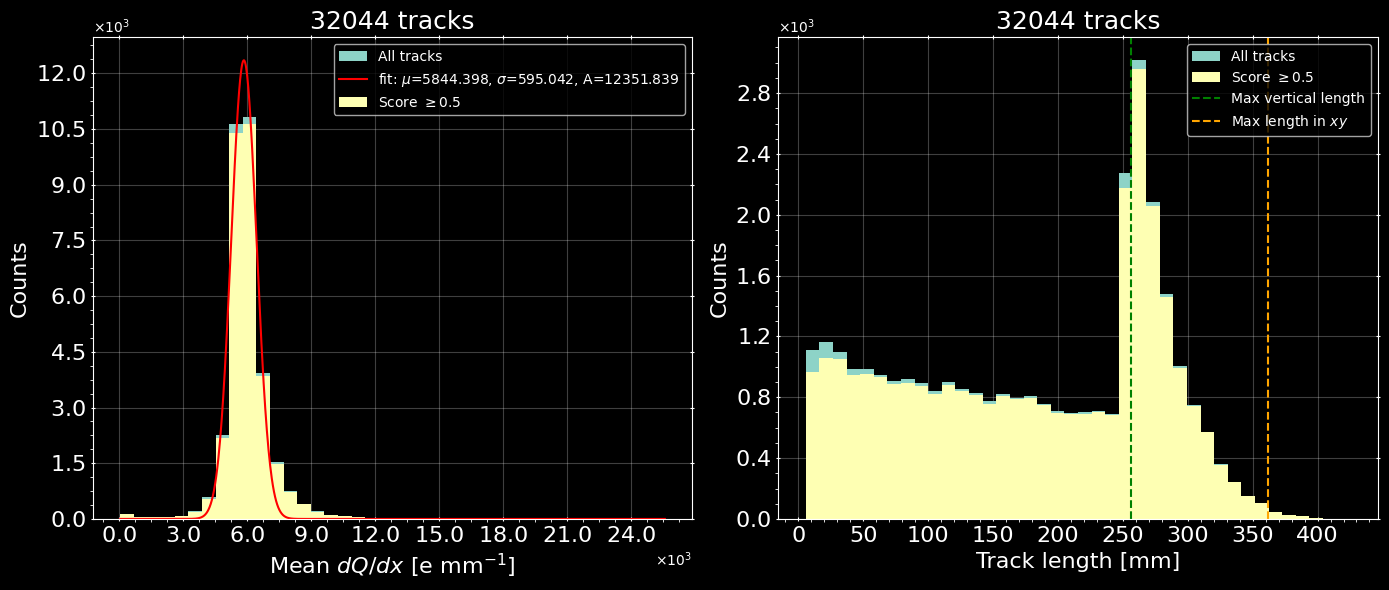 32044 tracks
×10³
All tracks
fit: μ=5844.398, σ=595.042, A=12351.839
Score ≥0.5
Counts
12.0
10.5
9.0
7.5
6.0
4.5
3.0
1.5
0.0
0.0 3.0 6.0 9.0 12.0 15.0 18.0 21.0 24.0
×10³
Mean dQ/dx [e mm⁻¹]
32044 tracks
×10³
All tracks
Score ≥0.5
Max vertical length
Max length in xy
Counts
2.8
2.4
2.0
1.6
1.2
0.8
0.4
0.0
0 50 100 150 200 250 300 350 400
Track length [mm]